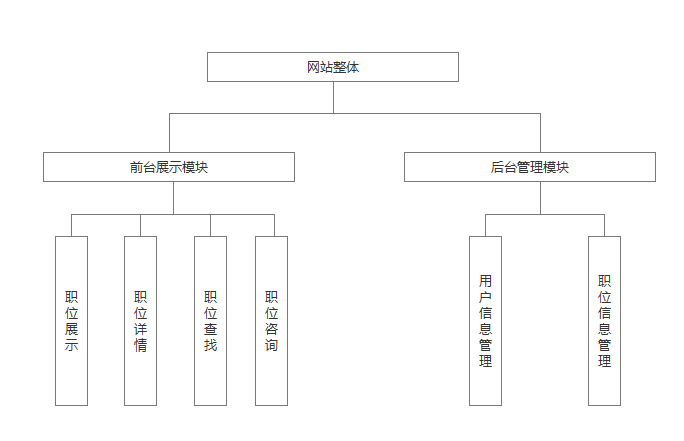 网站整体
前台展示模块
后台管理模块
职位展示
职位详情
职位查找
职位咨询
用户信息管理
职位信息管理